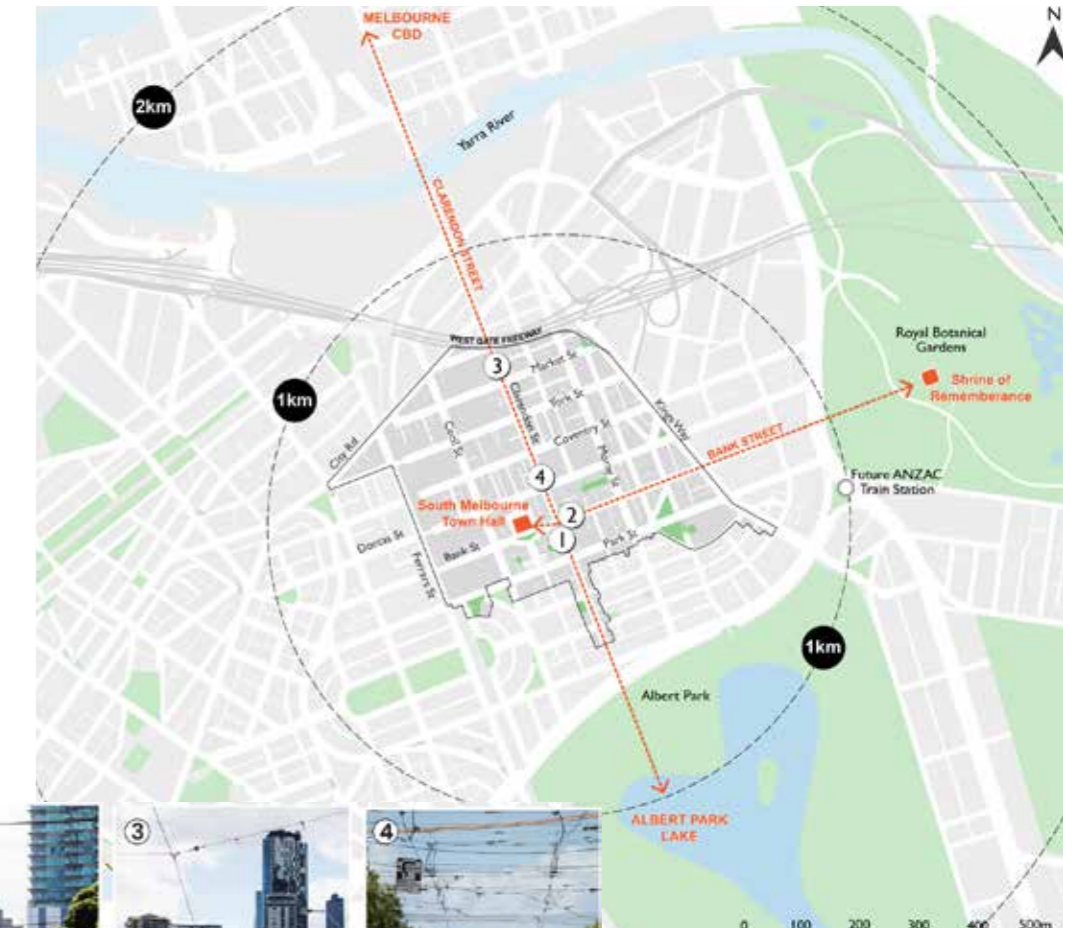 MELBOURNE
CBD
N
2km
Yarra River
CLARENDON STREET
WEST GATE FREEWAY
Royal Botanical
Gardens
Shrine of
Rememberance
3
Market St
1km
Clarendon St
York St
Kings Way
Cecil St
Coventry St
City Rd
Moray St
BANK STREET
4
Future ANZAC
Train Station
South Melbourne
Town Hall
2
1
Dorcas St
Bank St
Park St
Ferrars St
1km
Albert Park
ALBERT PARK
LAKE
3
4
0 100 200 300 400 500m